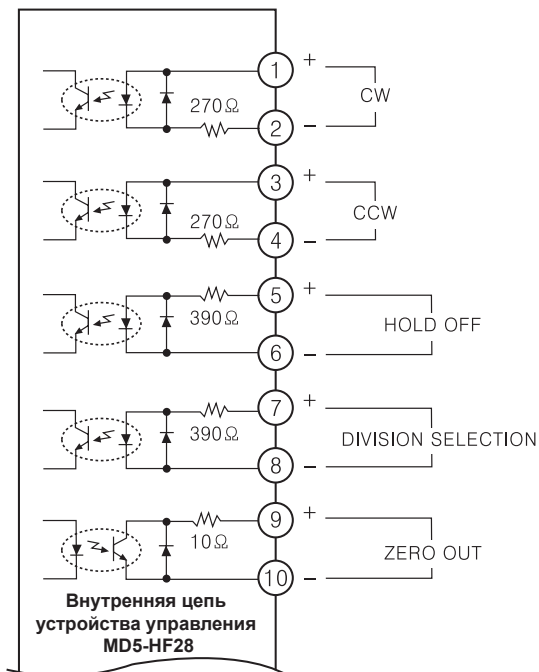 1 +
270Ω
CW
2 −
3 +
270Ω
CCW
4 −
5 +
390Ω
HOLD OFF
6 −
7 +
390Ω
DIVISION SELECTION
8 −
9 +
10Ω
ZERO OUT
10 −
Внутренняя цепь
устройства управления
MD5-HF28